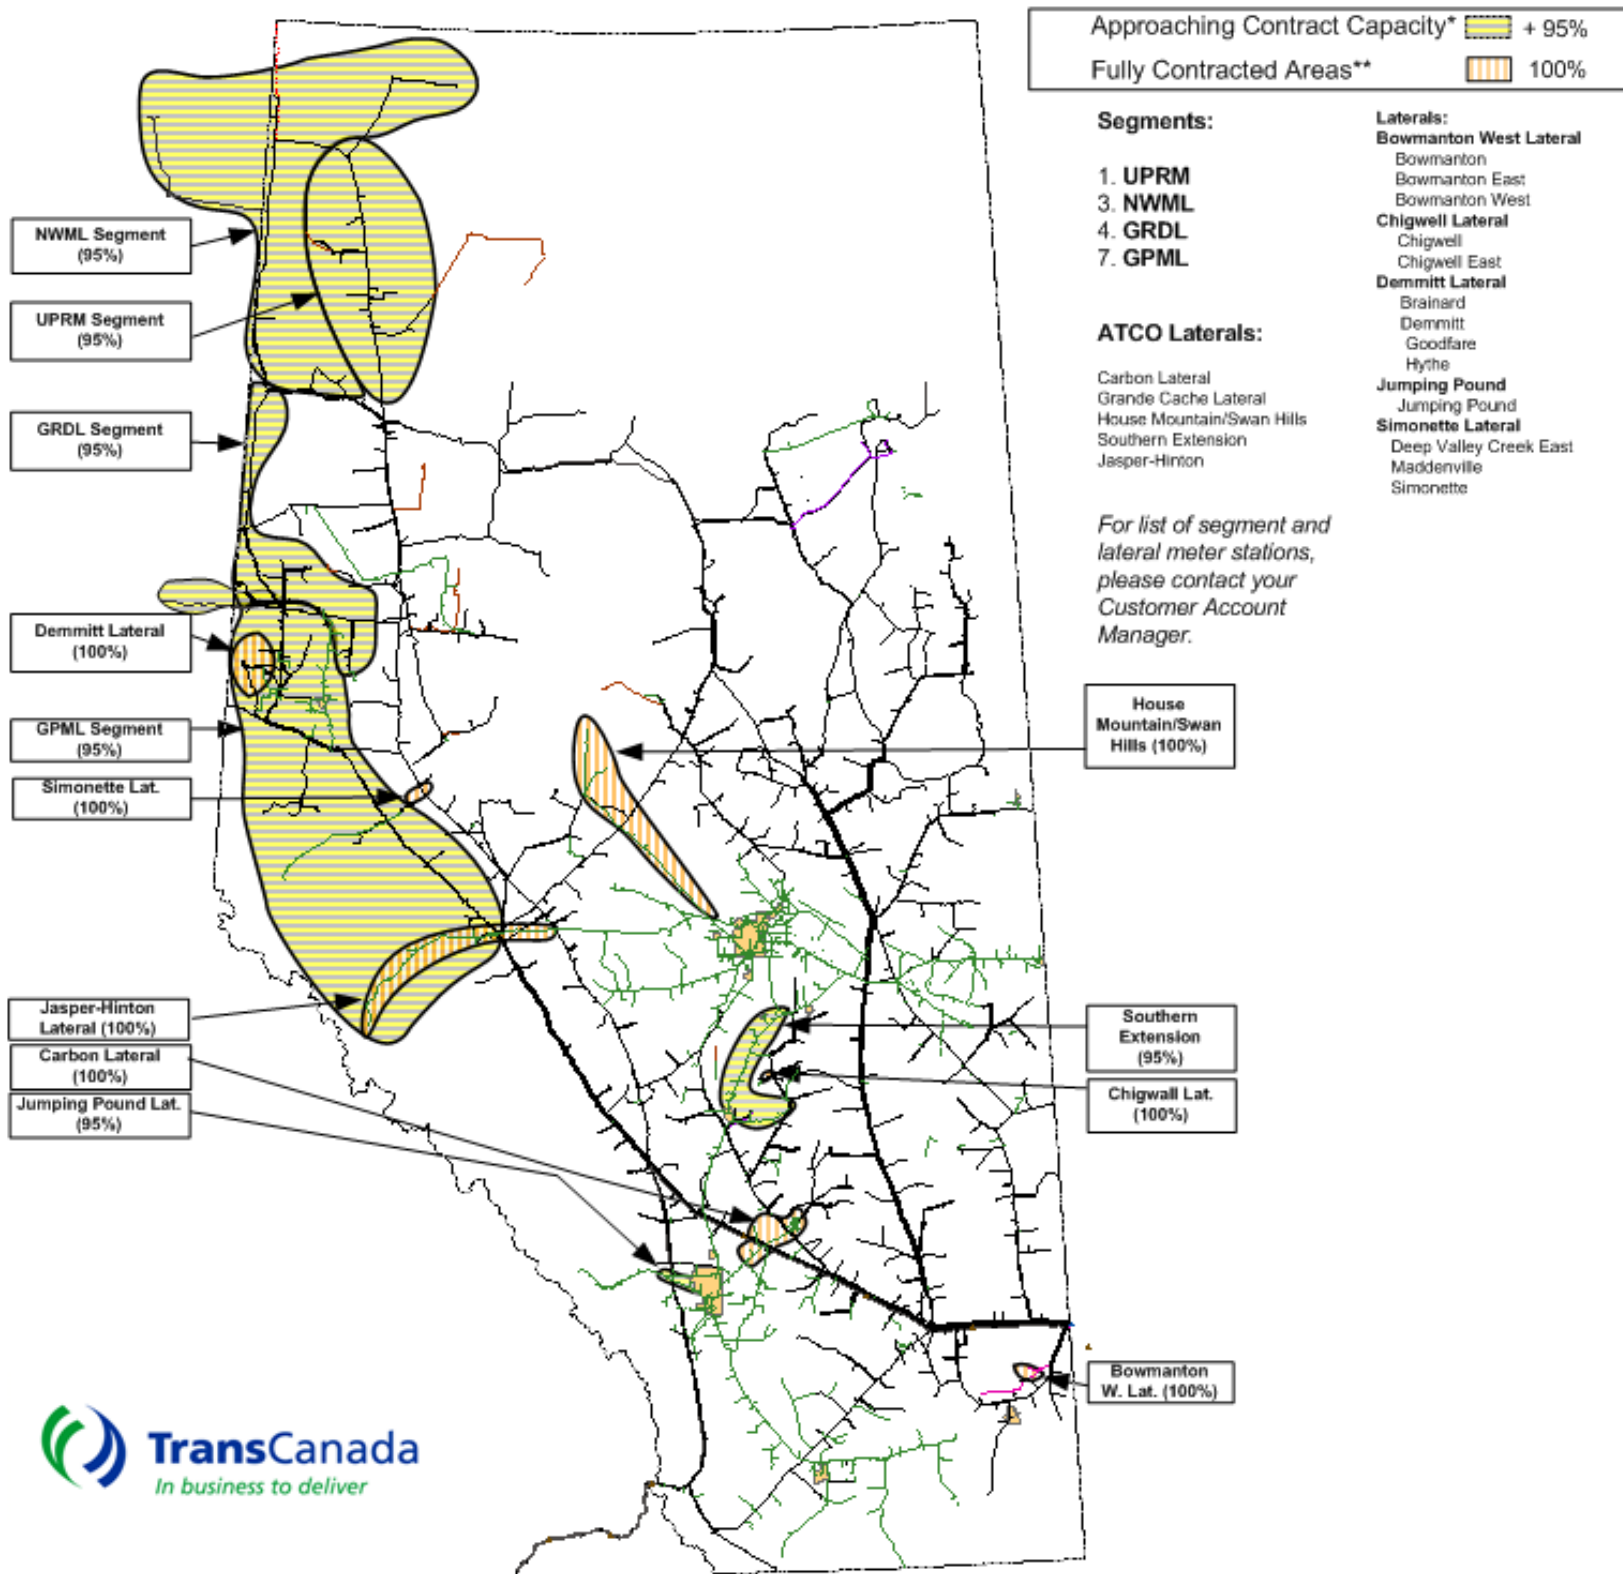 Approaching Contract Capacity* + 95%
Fully Contracted Areas** 100%
Segments:
1. UPRM
3. NWML
4. GRDL
7. GPML
ATCO Laterals:
Carbon Lateral
Grande Cache Lateral
House Mountain/Swan Hills
Southern Extension
Jasper-Hinton
For list of segment and
lateral meter stations,
please contact your
Customer Account
Manager.
Laterals:
Bowmanton West Lateral
Bowmanton
Bowmanton East
Bowmanton West
Chigwell Lateral
Chigwell
Chigwell East
Demmitt Lateral
Brainard
Demmitt
Goodfare
Hythe
Jumping Pound
Jumping Pound
Simonette Lateral
Deep Valley Creek East
Maddenville
Simonette
NWML Segment
(95%)
UPRM Segment
(95%)
GRDL Segment
(95%)
Demmitt Lateral
(100%)
GPML Segment
(95%)
Simonette Lat.
(100%)
Jasper-Hinton
Lateral (100%)
Carbon Lateral
(100%)
Jumping Pound Lat.
(95%)
House
Mountain/Swan
Hills (100%)
Southern
Extension
(95%)
Chigwall Lat.
(100%)
Bowmanton
W. Lat. (100%)
TransCanada
In business to deliver